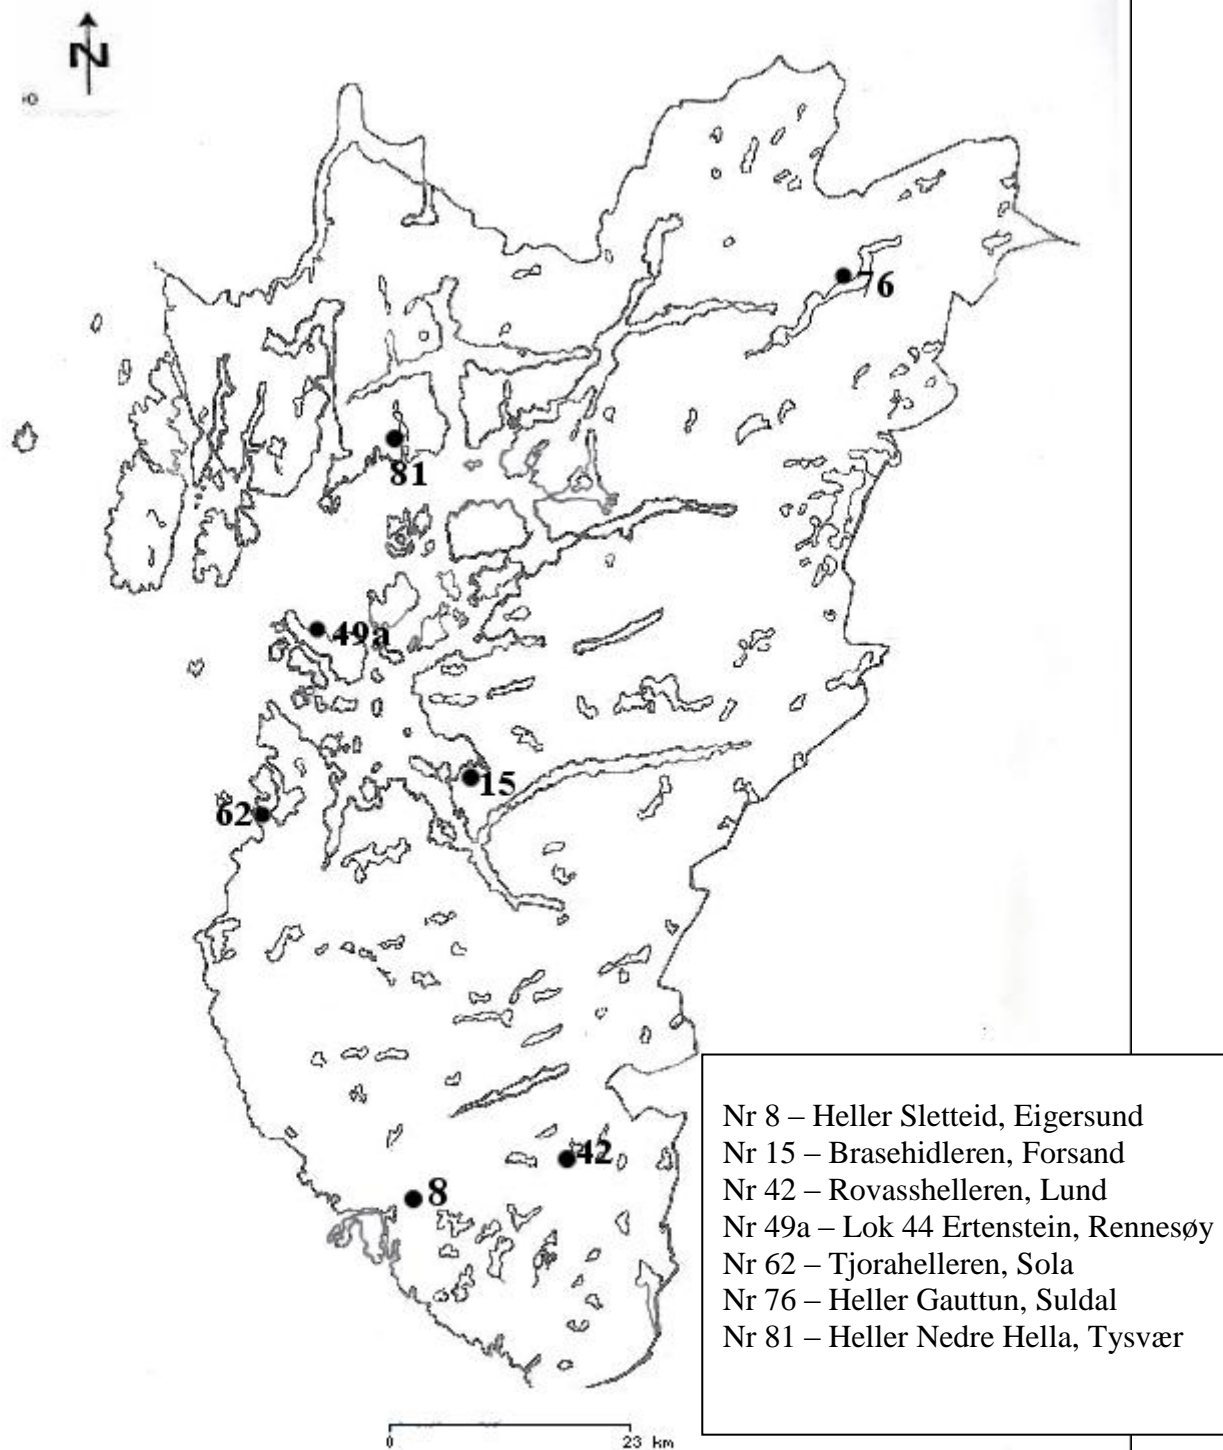 N
76
81
49a
15
62
42
8
Nr 8 – Heller Sletteid, Eigersund
Nr 15 – Brasehidleren, Forsand
Nr 42 – Rovasshelleren, Lund
Nr 49a – Lok 44 Ertenstein, Rennesøy
Nr 62 – Tjorahelleren, Sola
Nr 76 – Heller Gauttun, Suldal
Nr 81 – Heller Nedre Hella, Tysvær
0 23 km